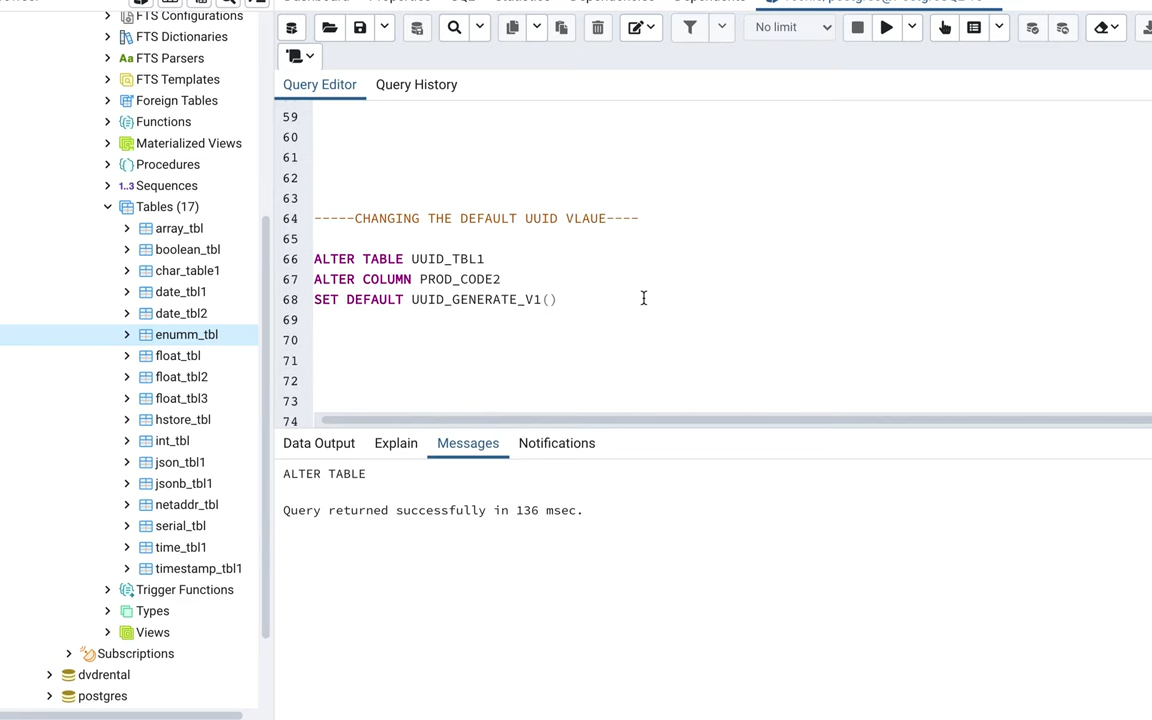 FTS Configurations
FTS Dictionaries
Aa FTS Parsers
FTS Templates
Foreign Tables
Functions
Materialized Views
Procedures
1..3 Sequences
Tables (17)
array_tbl
boolean_tbl
char_table1
date_tbl1
date_tbl2
enumm_tbl
float_tbl
float_tbl2
float_tbl3
hstore_tbl
int_tbl
json_tbl1
jsonb_tbl1
netaddr_tbl
serial_tbl
time_tbl1
timestamp_tbl1
Trigger Functions
Types
Views
Subscriptions
dvdrental
postgres
No limit
Query Editor Query History
59
60
61
62
63
64 -----CHANGING THE DEFAULT UUID VLAUE----
65
66 ALTER TABLE UUID_TBL1
67 ALTER COLUMN PROD_CODE2
68 SET DEFAULT UUID_GENERATE_V1()
69
70
71
72
73
74
Data Output Explain Messages Notifications
ALTER TABLE
Query returned successfully in 136 msec.